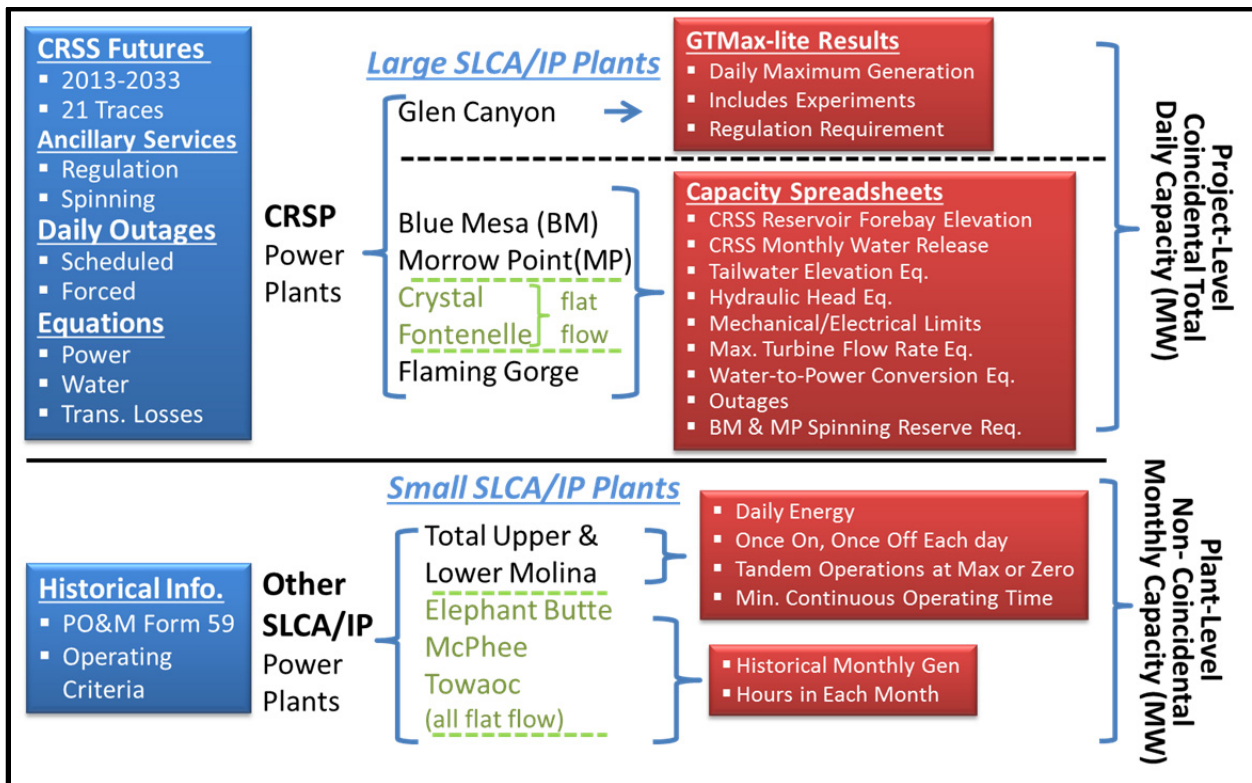 CRSS Futures
▪ 2013-2033
▪ 21 Traces
Ancillary Services
▪ Regulation
▪ Spinning
Daily Outages
▪ Scheduled
▪ Forced
Equations
▪ Power
▪ Water
▪ Trans. Losses
CRSP
Power
Plants
Large SLCA/IP Plants
Glen Canyon
Blue Mesa (BM)
Morrow Point(MP)
Crystal
Fontenelle
flat
flow
Flaming Gorge
GTMax-lite Results
▪ Daily Maximum Generation
▪ Includes Experiments
▪ Regulation Requirement
Capacity Spreadsheets
▪ CRSS Reservoir Forebay Elevation
▪ CRSS Monthly Water Release
▪ Tailwater Elevation Eq.
▪ Hydraulic Head Eq.
▪ Mechanical/Electrical Limits
▪ Max. Turbine Flow Rate Eq.
▪ Water-to-Power Conversion Eq.
▪ Outages
▪ BM & MP Spinning Reserve Req.
Project-Level
Coincidental Total
Daily Capacity (MW)
Historical Info.
▪ PO&M Form 59
▪ Operating
Criteria
Other
SLCA/IP
Power
Plants
Small SLCA/IP Plants
Total Upper &
Lower Molina
Elephant Butte
McPhee
Towaoc
(all flat flow)
▪ Daily Energy
▪ Once On, Once Off Each day
▪ Tandem Operations at Max or Zero
▪ Min. Continuous Operating Time
▪ Historical Monthly Gen
▪ Hours in Each Month
Plant-Level
Non- Coincidental
Monthly Capacity (MW)